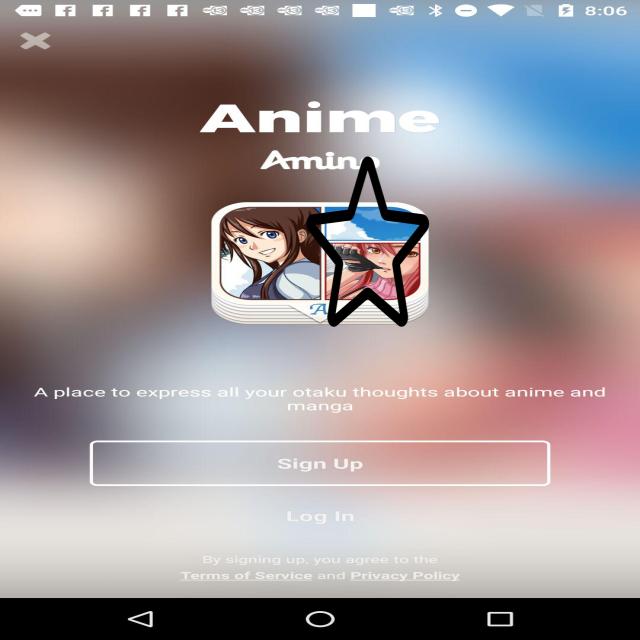 8:06
Anime
Amino
A
A place to express all your otaku thoughts about anime and
manga
Sign Up
Log In
By signing up, you agree to the
Terms of Service and Privacy Policy